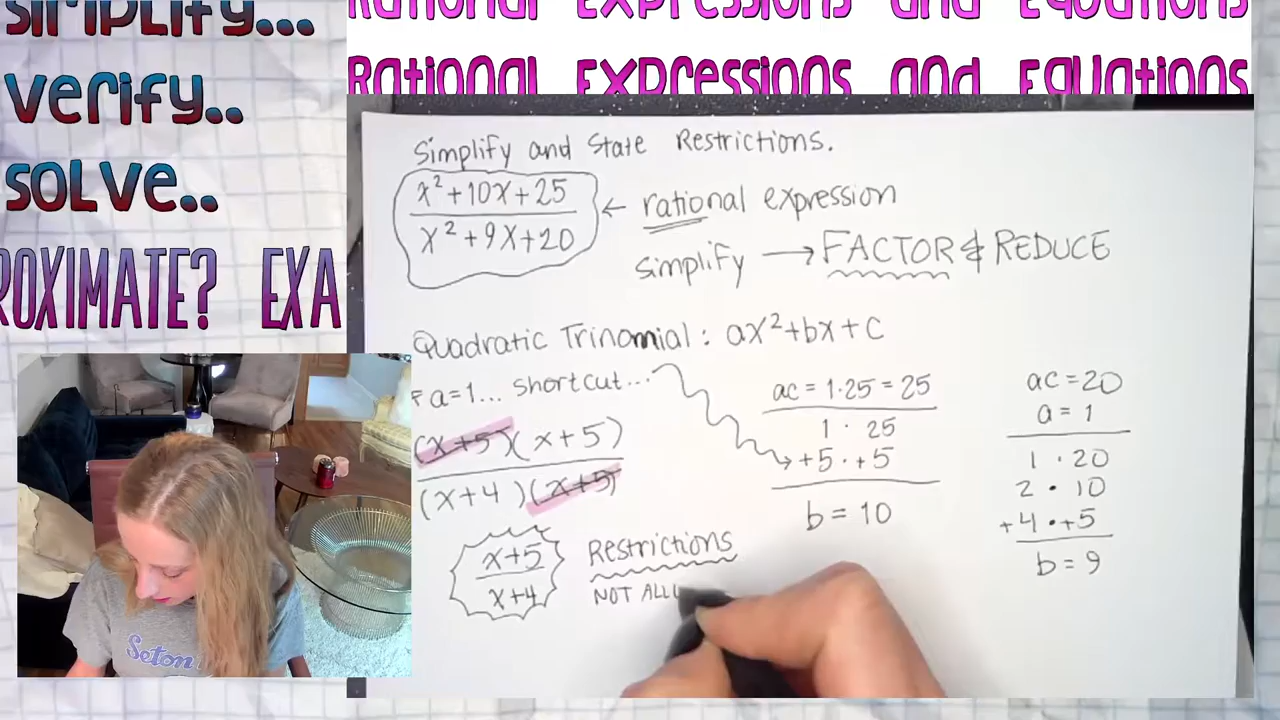 SIMPLIFY...
Verify..
SOLVE..
ROXIMATE? EXA
Rational Expressions and Equations
Rational Expressions and Equations
Simplify and State Restrictions.
x²+10x+25
x²+9x+20
← rational expression
simplify → FACTOR & REDUCE
Quadratic Trinomial : ax²+bx+c
a=1... shortcut...
(x+5)(x+5)
(x+4)(x+5)
x+5
x+4
Restrictions
NOT
ac = 1·25 = 25
1 · 25
+5 · +5
b = 10
ac = 20
a = 1
1 · 20
2 · 10
+4 · +5
b = 9
Seton